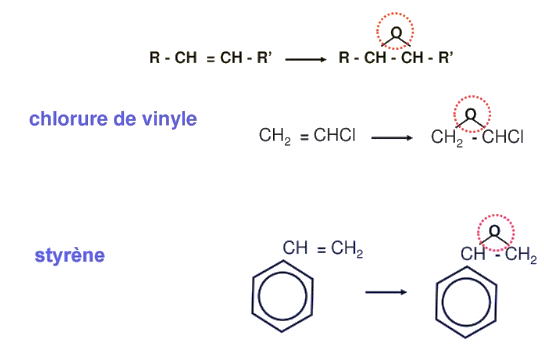 R - CH = CH - R' R - CH - CH - R'
O
chlorure de vinyle
CH₂ = CHCl CH₂ - CHCl
O
styrène
CH = CH₂ CH - CH₂
O